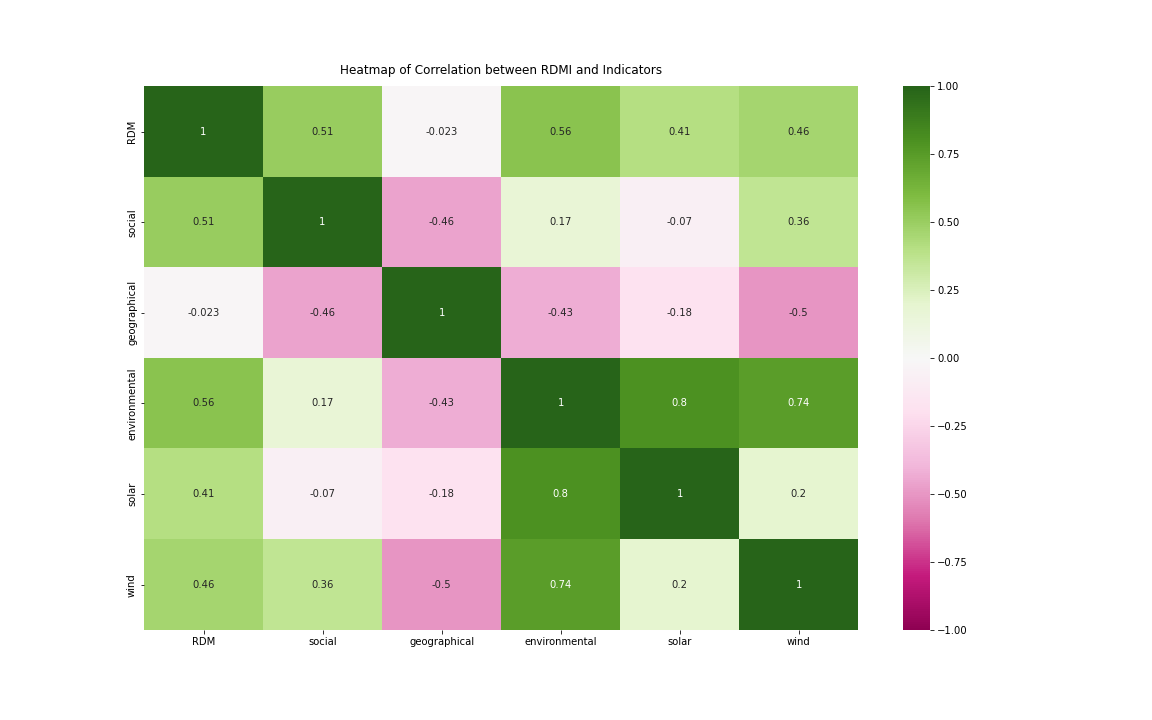 Heatmap of Correlation between RDMI and Indicators
RDM 1 0.51 -0.023 0.56 0.41 0.46
social 0.51 1 -0.46 0.17 -0.07 0.36
geographical -0.023 -0.46 1 -0.43 -0.18 -0.5
environmental 0.56 0.17 -0.43 1 0.8 0.74
solar 0.41 -0.07 -0.18 0.8 1 0.2
wind 0.46 0.36 -0.5 0.74 0.2 1
RDM social geographical environmental solar wind
1.00
0.75
0.50
0.25
0.00
−0.25
−0.50
−0.75
−1.00